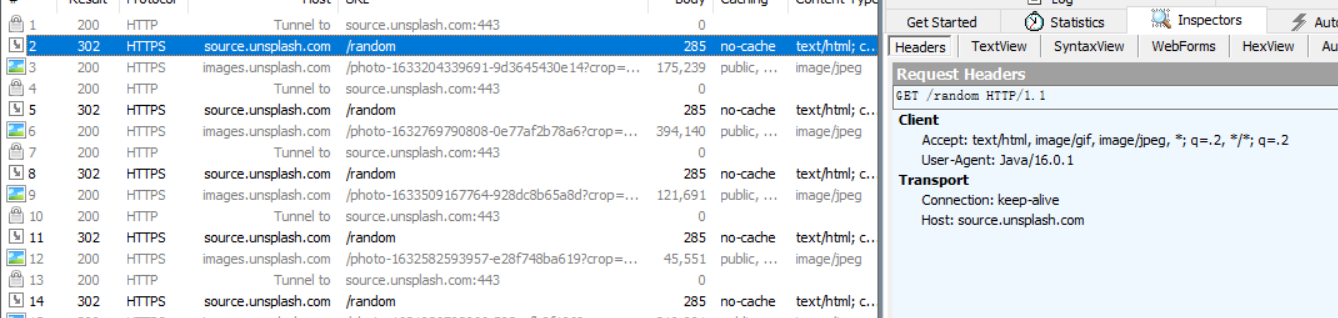 # Result Protocol Host URL Body Caching Content-Type
1 200 HTTP Tunnel to source.unsplash.com:443 0
2 302 HTTPS source.unsplash.com /random 285 no-cache text/html; c...
3 200 HTTPS images.unsplash.com /photo-1633204339691-9d3645430e14?crop=... 175,239 public, ... image/jpeg
4 200 HTTP Tunnel to source.unsplash.com:443 0
5 302 HTTPS source.unsplash.com /random 285 no-cache text/html; c...
6 200 HTTPS images.unsplash.com /photo-1632769790808-0e77af2b78a6?crop=... 394,140 public, ... image/jpeg
7 200 HTTP Tunnel to source.unsplash.com:443 0
8 302 HTTPS source.unsplash.com /random 285 no-cache text/html; c...
9 200 HTTPS images.unsplash.com /photo-1633509167764-928dc8b65a8d?crop=... 121,691 public, ... image/jpeg
10 200 HTTP Tunnel to source.unsplash.com:443 0
11 302 HTTPS source.unsplash.com /random 285 no-cache text/html; c...
12 200 HTTPS images.unsplash.com /photo-1632582593957-e28f748ba619?crop=... 45,551 public, ... image/jpeg
13 200 HTTP Tunnel to source.unsplash.com:443 0
14 302 HTTPS source.unsplash.com /random 285 no-cache text/html; c...
Log
Get Started Statistics Inspectors Auto
Headers TextView SyntaxView WebForms HexView Au
Request Headers
GET /random HTTP/1.1
Client
Accept: text/html, image/gif, image/jpeg, *; q=.2, */*; q=.2
User-Agent: Java/16.0.1
Transport
Connection: keep-alive
Host: source.unsplash.com